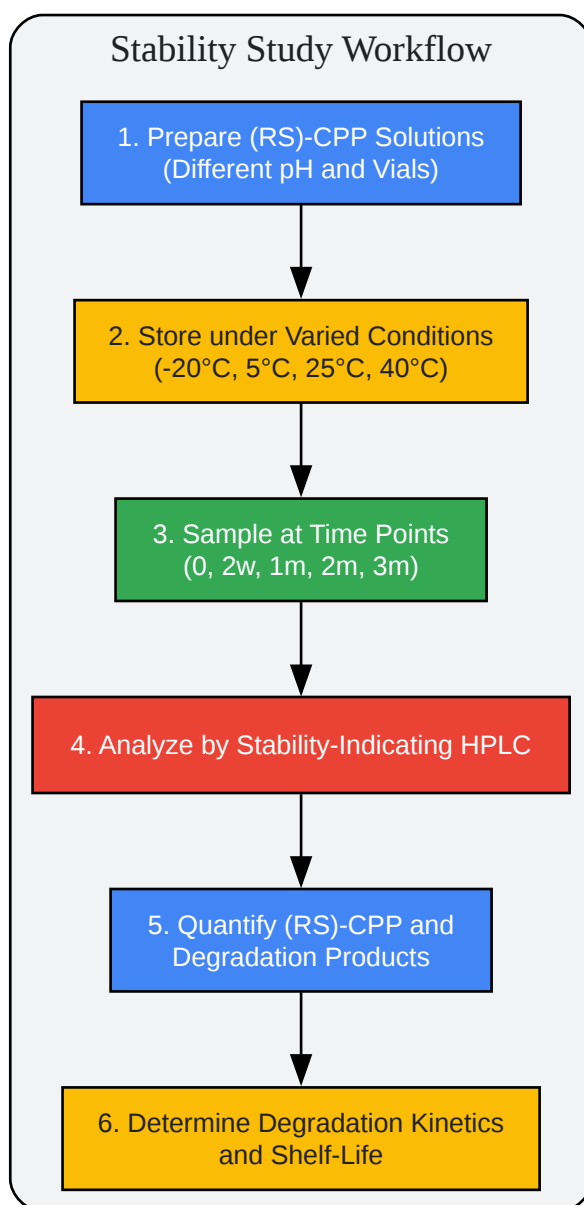 Stability Study Workflow
1. Prepare (RS)-CPP Solutions
(Different pH and Vials)
2. Store under Varied Conditions
(-20°C, 5°C, 25°C, 40°C)
3. Sample at Time Points
(0, 2w, 1m, 2m, 3m)
4. Analyze by Stability-Indicating HPLC
5. Quantify (RS)-CPP and
Degradation Products
6. Determine Degradation Kinetics
and Shelf-Life